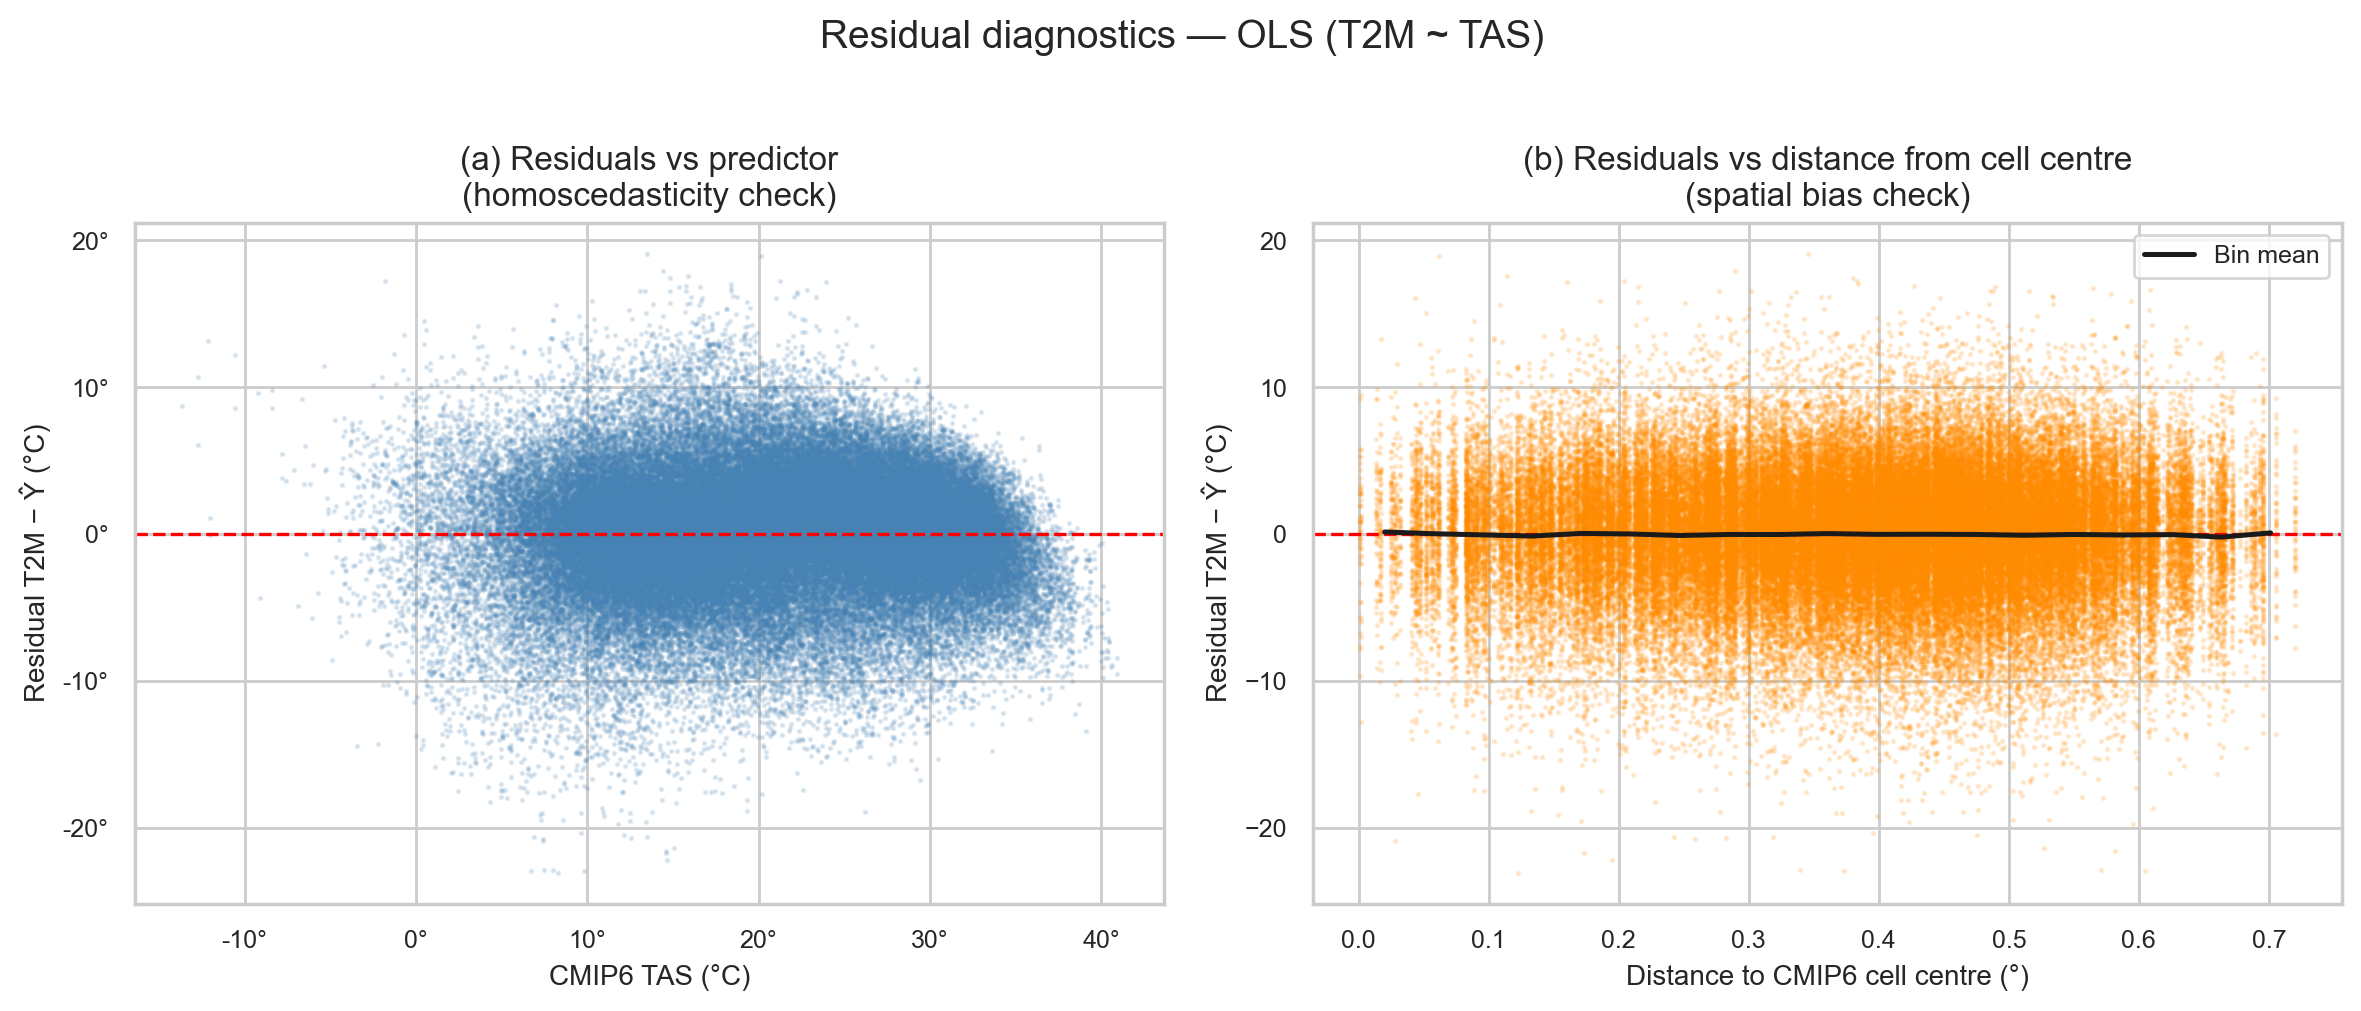 Residual diagnostics — OLS (T2M ~ TAS)
(a) Residuals vs predictor
(homoscedasticity check)
20°
10°
0°
-10°
-20°
Residual T2M − Ŷ (°C)
-10°
0°
10°
20°
30°
40°
CMIP6 TAS (°C)
(b) Residuals vs distance from cell centre
(spatial bias check)
Bin mean
20
10
0
−10
−20
Residual T2M − Ŷ (°C)
0.0
0.1
0.2
0.3
0.4
0.5
0.6
0.7
Distance to CMIP6 cell centre (°)